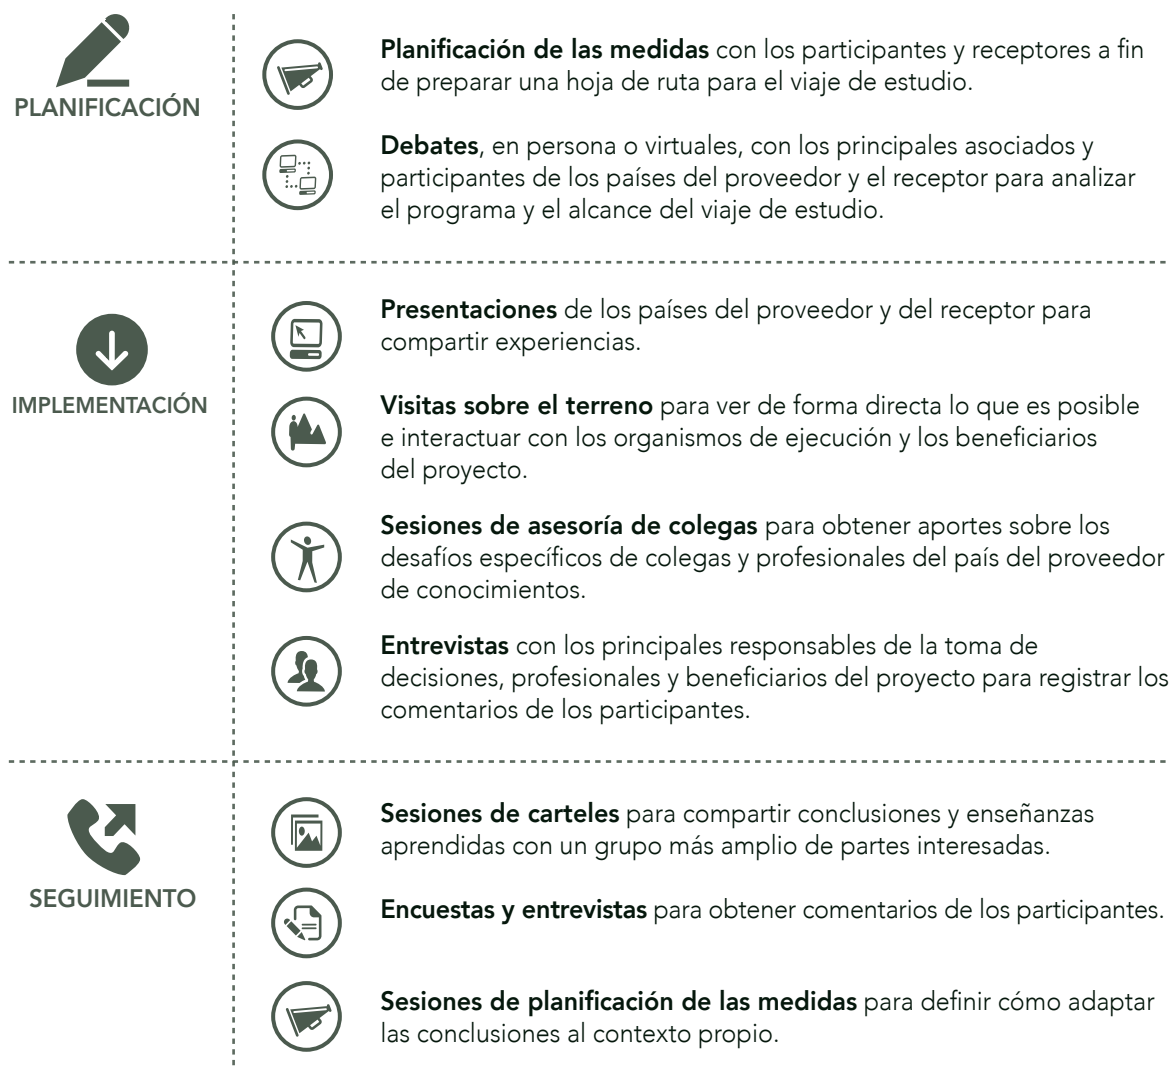 PLANIFICACIÓN
Planificación de las medidas con los participantes y receptores a fin
de preparar una hoja de ruta para el viaje de estudio.
Debates, en persona o virtuales, con los principales asociados y
participantes de los países del proveedor y el receptor para analizar
el programa y el alcance del viaje de estudio.
IMPLEMENTACIÓN
Presentaciones de los países del proveedor y del receptor para
compartir experiencias.
Visitas sobre el terreno para ver de forma directa lo que es posible
e interactuar con los organismos de ejecución y los beneficiarios
del proyecto.
Sesiones de asesoría de colegas para obtener aportes sobre los
desafíos específicos de colegas y profesionales del país del proveedor
de conocimientos.
Entrevistas con los principales responsables de la toma de
decisiones, profesionales y beneficiarios del proyecto para registrar los
comentarios de los participantes.
SEGUIMIENTO
Sesiones de carteles para compartir conclusiones y enseñanzas
aprendidas con un grupo más amplio de partes interesadas.
Encuestas y entrevistas para obtener comentarios de los participantes.
Sesiones de planificación de las medidas para definir cómo adaptar
las conclusiones al contexto propio.